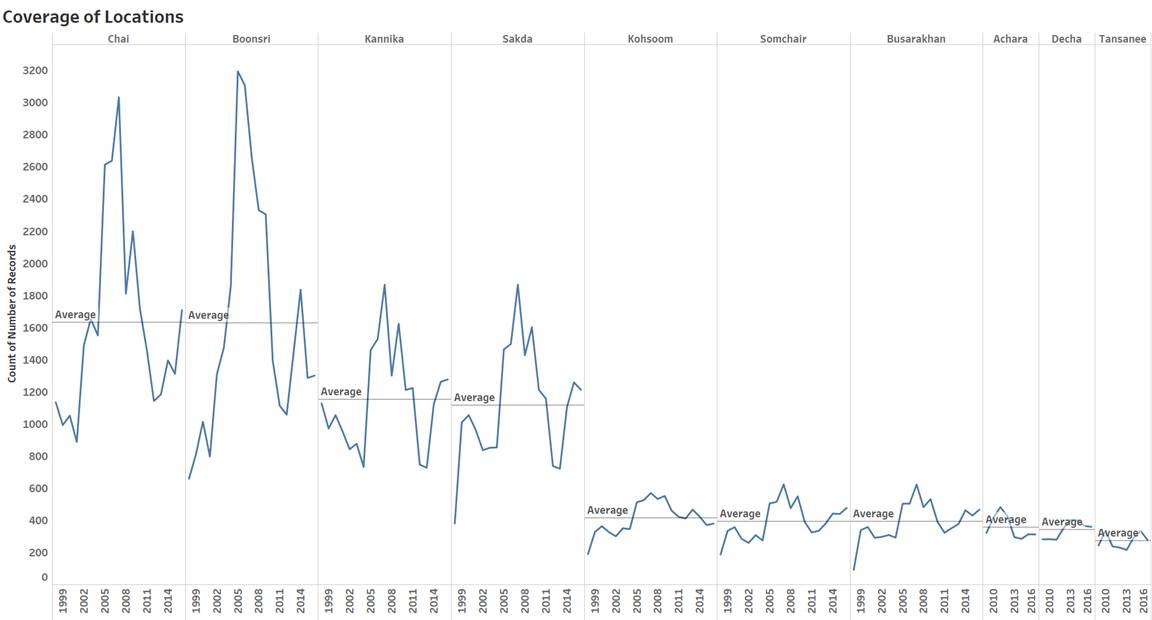 Coverage of Locations
Chai Boonsri Kannika Sakda Kohsoom Somchair Busarakhan Achara Decha Tansanee
Count of Number of Records
3200
3000
2800
2600
2400
2200
2000
1800
1600
1400
1200
1000
800
600
400
200
0
Average Average
Average
Average
Average
Average
Average
Average
Average
Average
1999 2002 2005 2008 2011 2014 1999 2002 2005 2008 2011 2014 1999 2002 2005 2008 2011 2014 1999 2002 2005 2008 2011 2014 1999 2002 2005 2008 2011 2014 1999 2002 2005 2008 2011 2014 1999 2002 2005 2008 2011 2014 2010 2013 2016 2010 2013 2016 2010 2013 2016